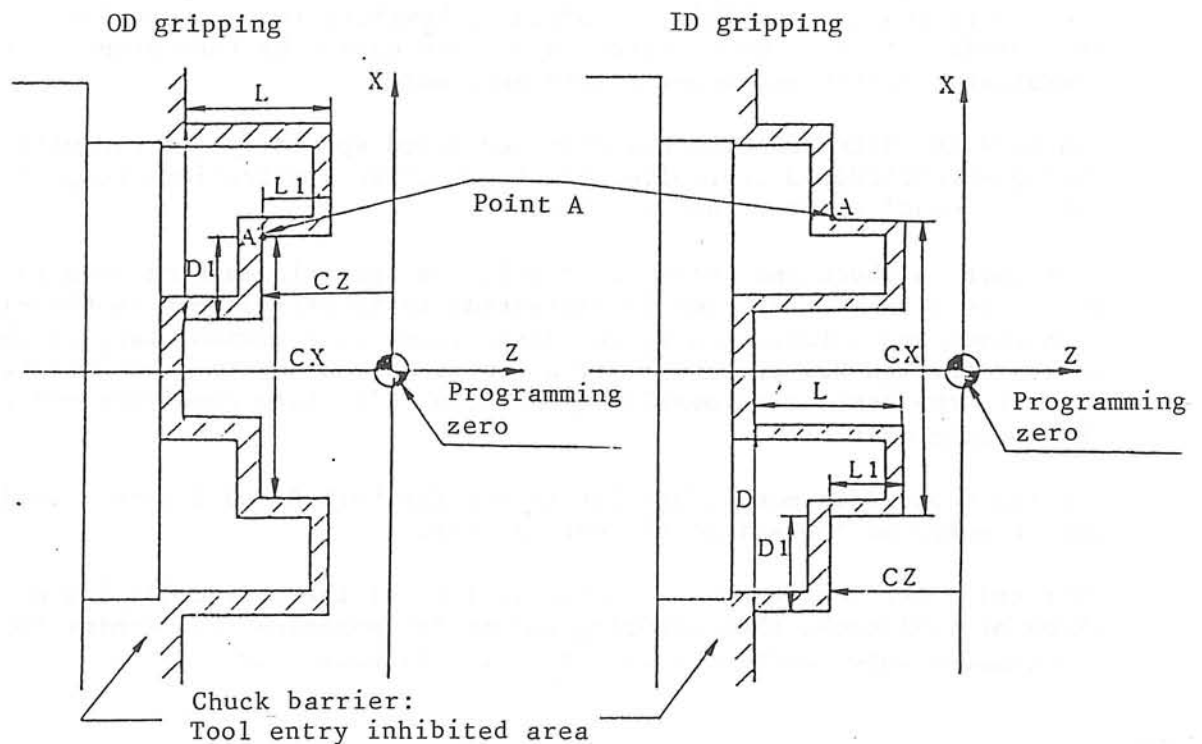 OD gripping
ID gripping
X
L
L1
Point A
A
D1
CZ
CX
Z
Programming
zero
X
A
Z
CX
L
Programming
zero
L1
D
D1
CZ
Chuck barrier:
Tool entry inhibited area